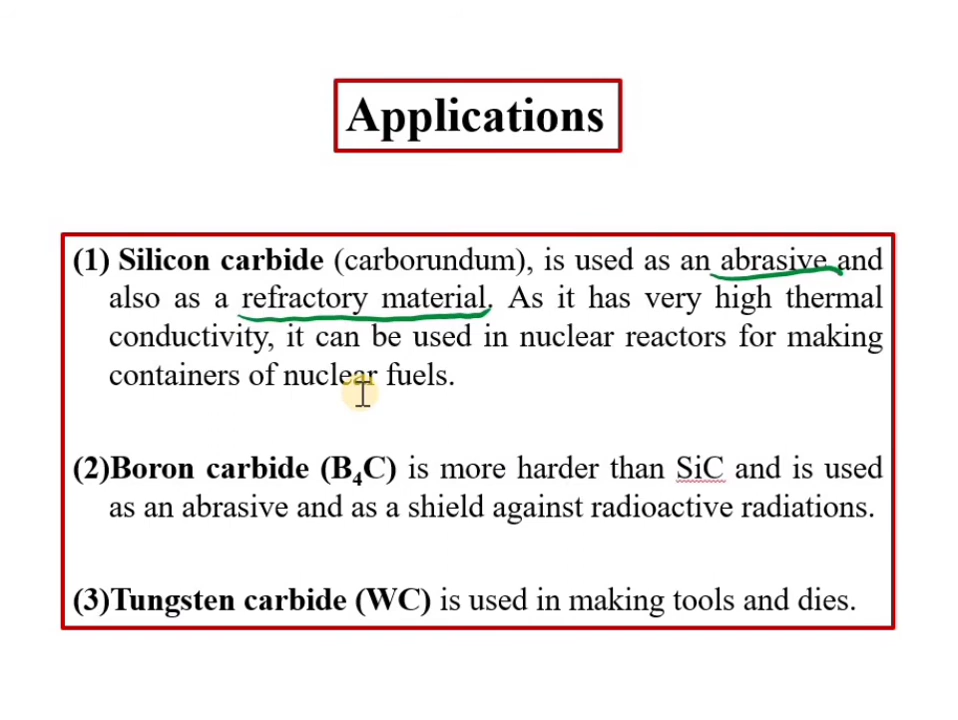 Applications
(1) Silicon carbide (carborundum), is used as an abrasive and
also as a refractory material. As it has very high thermal
conductivity, it can be used in nuclear reactors for making
containers of nuclear fuels.
(2)Boron carbide (B₄C) is more harder than SiC and is used
as an abrasive and as a shield against radioactive radiations.
(3)Tungsten carbide (WC) is used in making tools and dies.